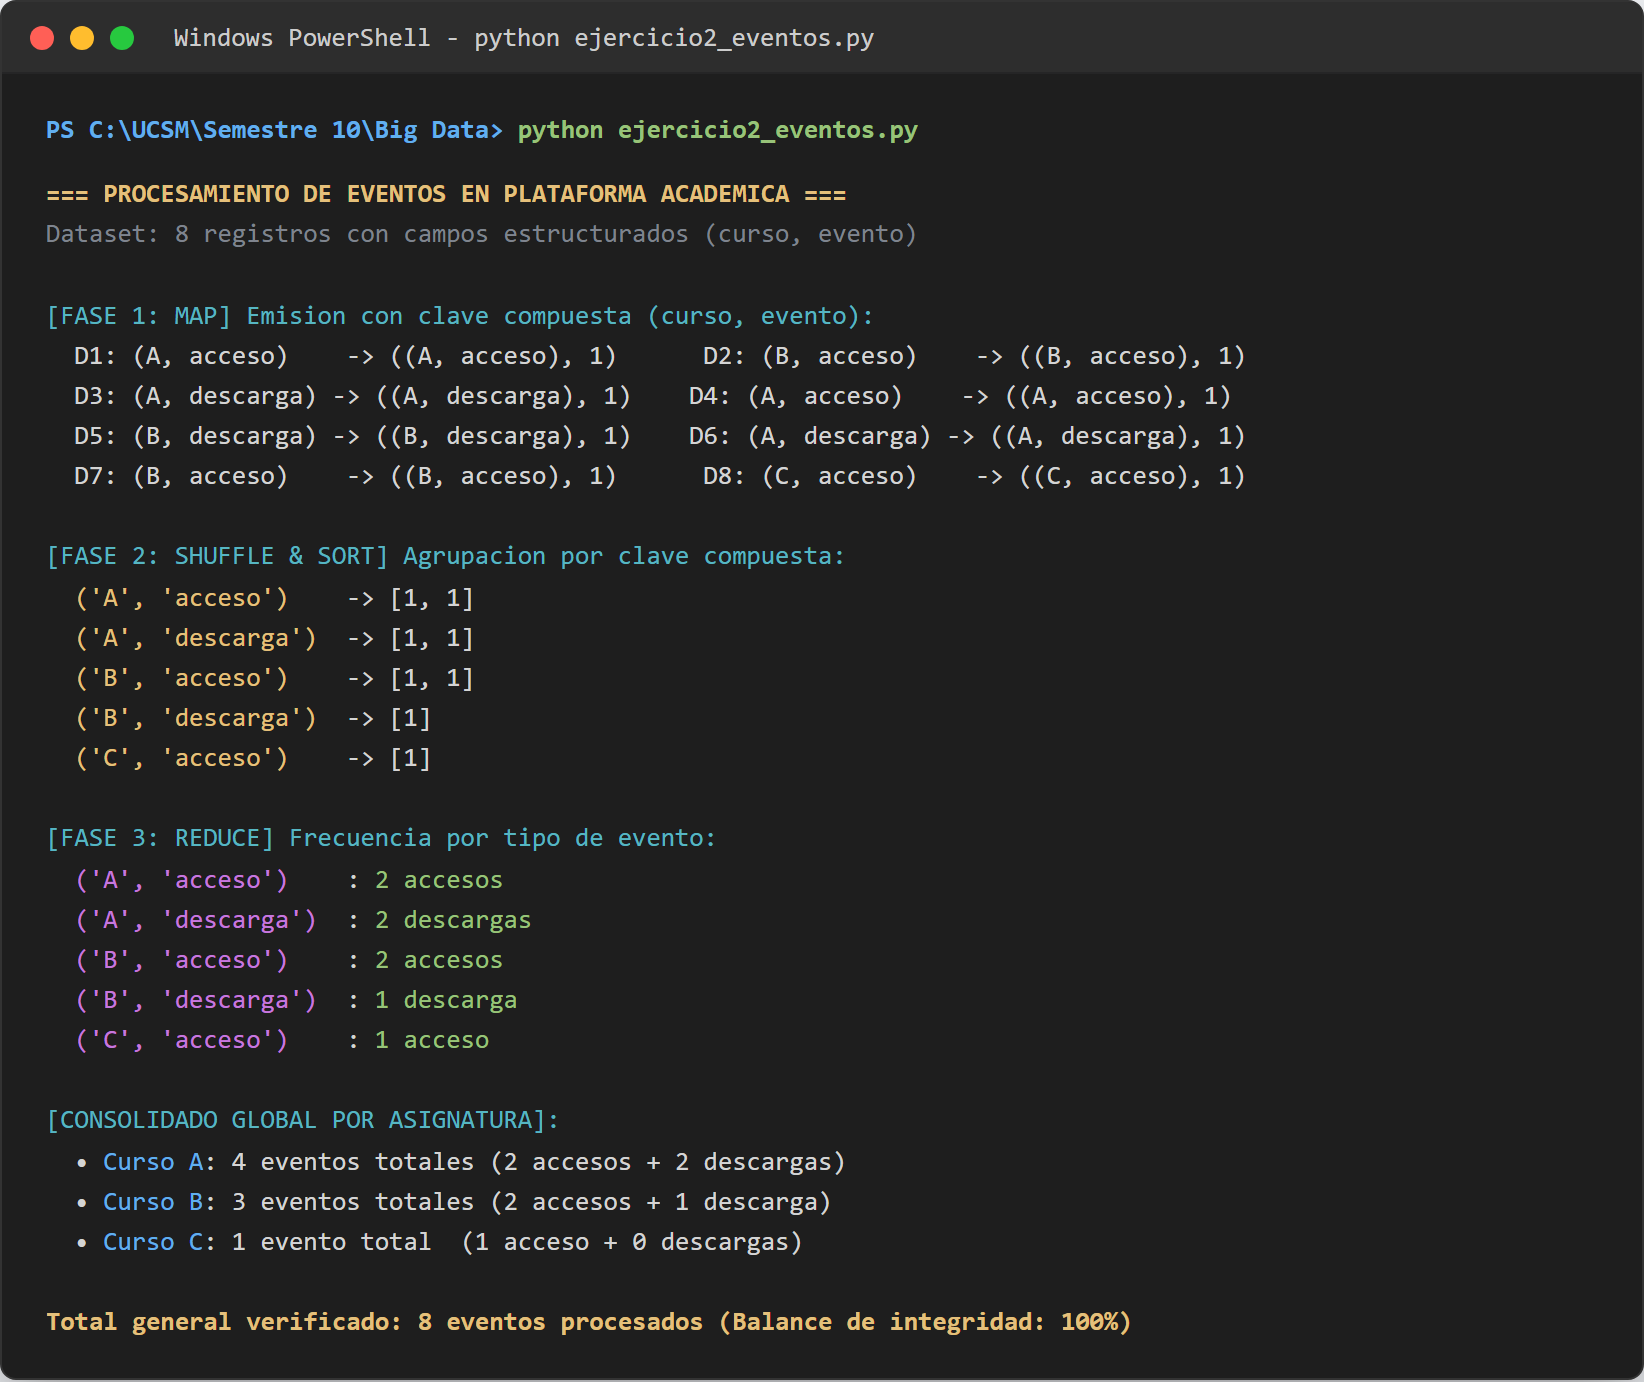 Windows PowerShell - python ejercicio2_eventos.py
PS C:\UCSM\Semestre 10\Big Data> python ejercicio2_eventos.py
=== PROCESAMIENTO DE EVENTOS EN PLATAFORMA ACADEMICA ===
Dataset: 8 registros con campos estructurados (curso, evento)
[FASE 1: MAP] Emision con clave compuesta (curso, evento):
D1: (A, acceso)    -> ((A, acceso), 1)      D2: (B, acceso)    -> ((B, acceso), 1)
D3: (A, descarga) -> ((A, descarga), 1)    D4: (A, acceso)    -> ((A, acceso), 1)
D5: (B, descarga) -> ((B, descarga), 1)    D6: (A, descarga) -> ((A, descarga), 1)
D7: (B, acceso)    -> ((B, acceso), 1)      D8: (C, acceso)    -> ((C, acceso), 1)
[FASE 2: SHUFFLE & SORT] Agrupacion por clave compuesta:
('A', 'acceso')    -> [1, 1]
('A', 'descarga')  -> [1, 1]
('B', 'acceso')    -> [1, 1]
('B', 'descarga')  -> [1]
('C', 'acceso')    -> [1]
[FASE 3: REDUCE] Frecuencia por tipo de evento:
('A', 'acceso')    : 2 accesos
('A', 'descarga')  : 2 descargas
('B', 'acceso')    : 2 accesos
('B', 'descarga')  : 1 descarga
('C', 'acceso')    : 1 acceso
[CONSOLIDADO GLOBAL POR ASIGNATURA]:
• Curso A: 4 eventos totales (2 accesos + 2 descargas)
• Curso B: 3 eventos totales (2 accesos + 1 descarga)
• Curso C: 1 evento total  (1 acceso + 0 descargas)
Total general verificado: 8 eventos procesados (Balance de integridad: 100%)